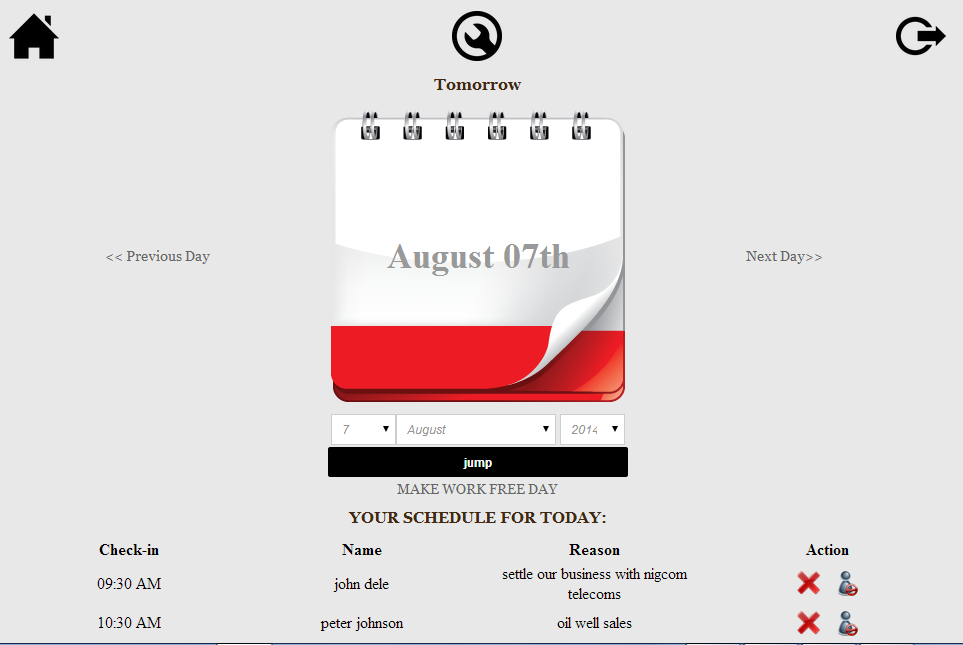 Tomorrow
August 07th
<< Previous Day
Next Day>>
7 August 2014
jump
MAKE WORK FREE DAY
YOUR SCHEDULE FOR TODAY:
Check-in Name Reason Action
09:30 AM john dele settle our business with nigcom
telecoms
10:30 AM peter johnson oil well sales